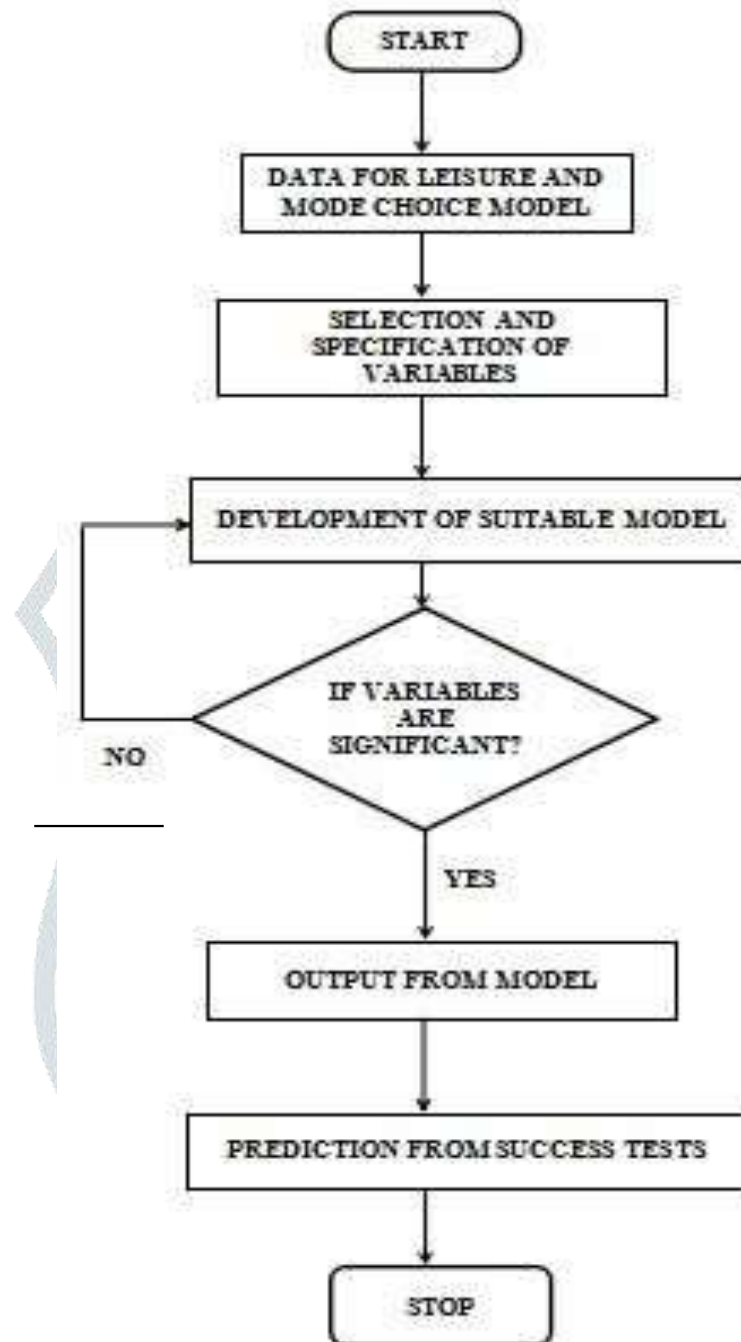 START
DATA FOR LEISURE AND
MODE CHOICE MODEL
SELECTION AND
SPECIFICATION OF
VARIABLES
DEVELOPMENT OF SUITABLE MODEL
IF VARIABLES
ARE
SIGNIFICANT?
NO
YES
OUTPUT FROM MODEL
PREDICTION FROM SUCCESS TESTS
STOP